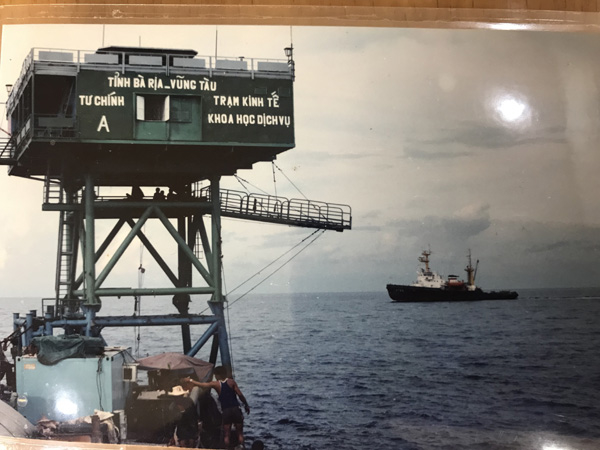 TỈNH BÀ RỊA_VŨNG TÀU
TƯ CHÍNH
A
TRẠM KINH TẾ
KHOA HỌC DỊCH VỤ